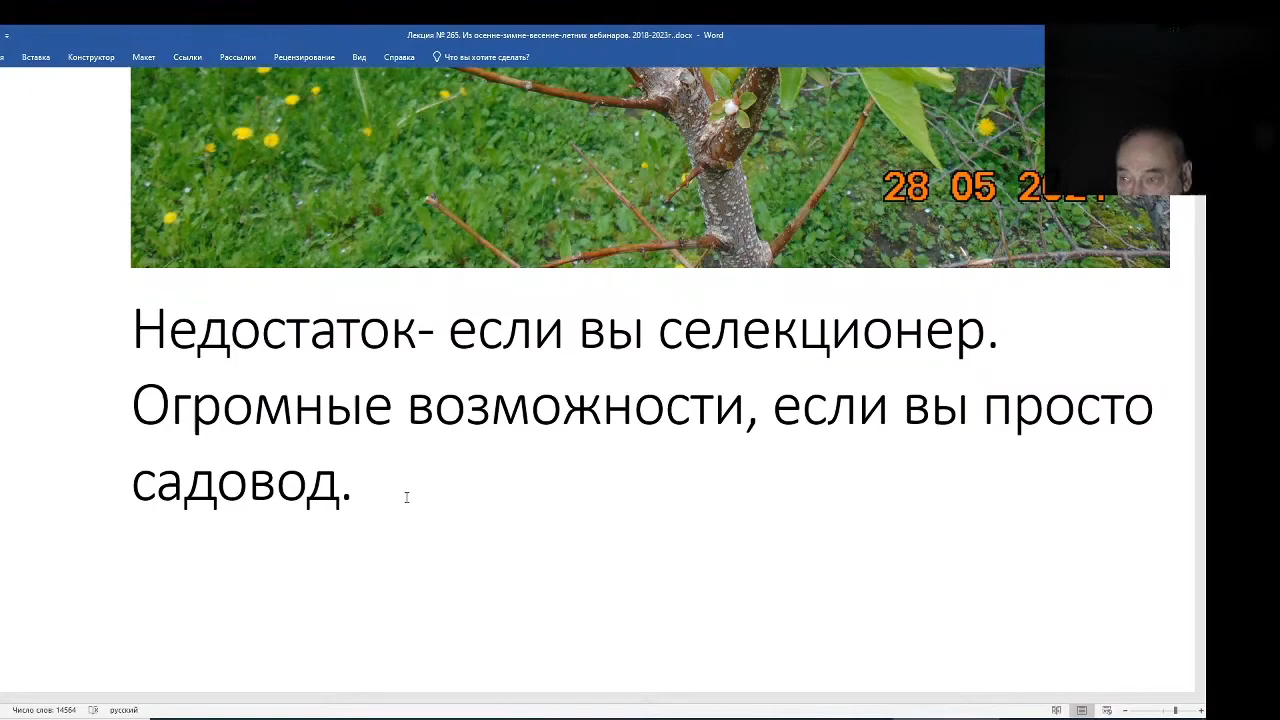 Лекция № 265. Из осенне-зимне-весенне-летних вебинаров. 2018-2023г..docx - Word
Вставка Конструктор Макет Ссылки Рассылки Рецензирование Вид Справка Что вы хотите сделать?
28 05
Недостаток- если вы селекционер.
Огромные возможности, если вы просто
садовод.
Число слов: 14564 русский